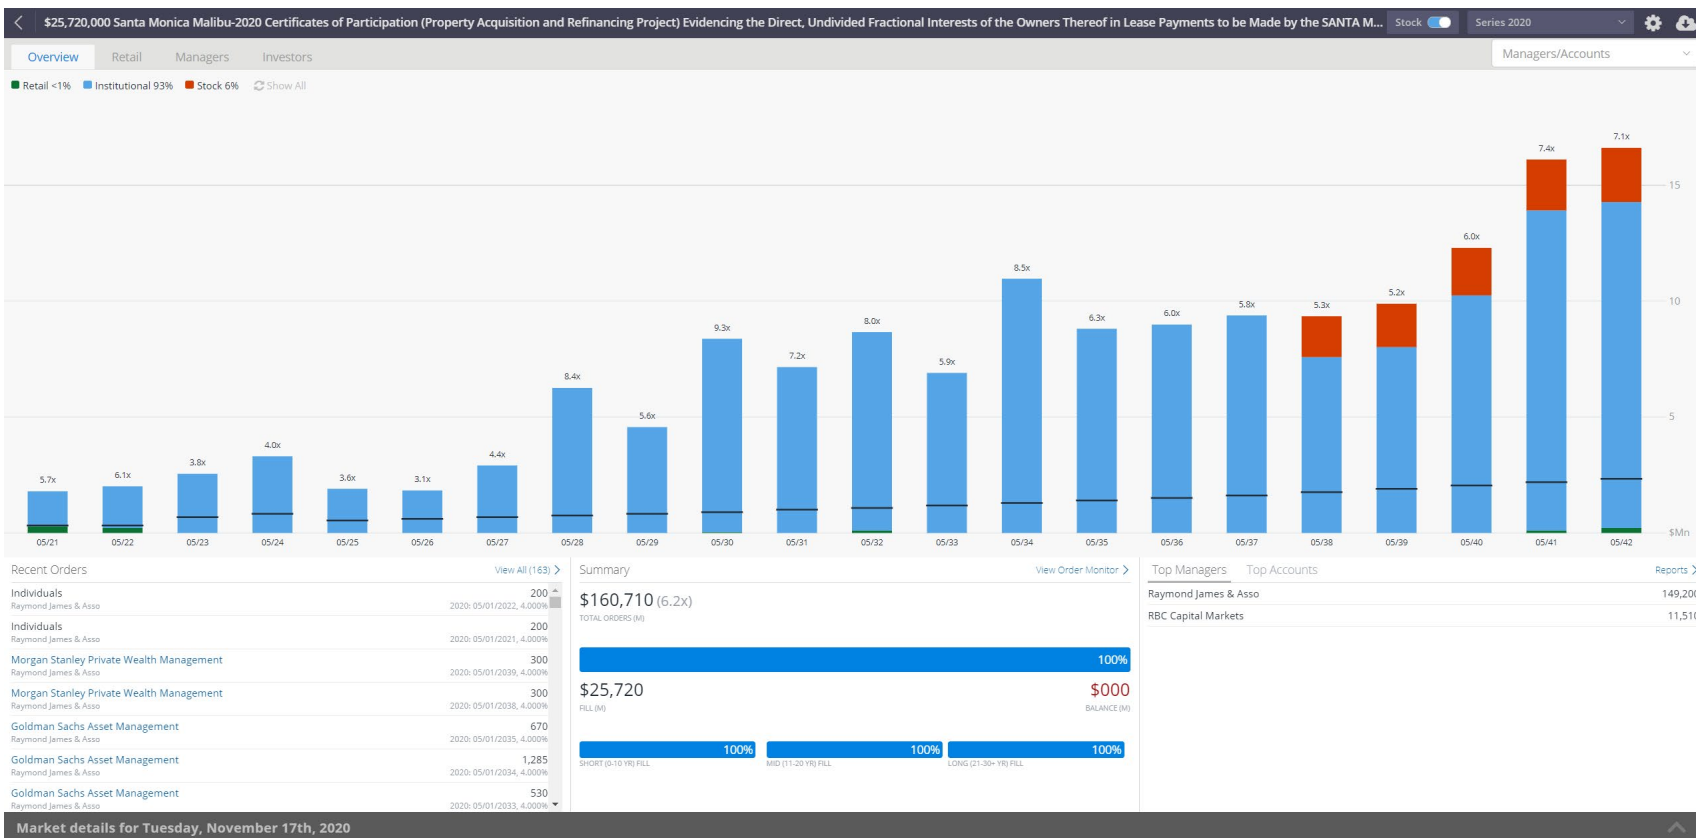 $25,720,000 Santa Monica Malibu-2020 Certificates of Participation (Property Acquisition and Refinancing Project) Evidencing the Direct, Undivided Fractional Interests of the Owners Thereof in Lease Payments to be Made by the SANTA M... Stock Series 2020
Overview Retail Managers Investors Managers/Accounts
Retail <1% Institutional 93% Stock 6% Show All
7.1x
7.4x
15
6.0x
8.5x
5.2x
10
5.8x
5.3x
6.3x
6.0x
9.3x
8.0x
7.2x
5.9x
8.4x
5.6x
5
4.0x
4.4x
3.8x
5.7x
6.1x
3.6x
3.1x
$Mn
05/21 05/22 05/23 05/24 05/25 05/26 05/27 05/28 05/29 05/30 05/31 05/32 05/33 05/34 05/35 05/36 05/37 05/38 05/39 05/40 05/41 05/42
Recent Orders View All (163)
Individuals 200
Raymond James & Asso 2020: 05/01/2022, 4.000%
Individuals 200
Raymond James & Asso 2020: 05/01/2021, 4.000%
Morgan Stanley Private Wealth Management 300
Raymond James & Asso 2020: 05/01/2039, 4.000%
Morgan Stanley Private Wealth Management 300
Raymond James & Asso 2020: 05/01/2038, 4.000%
Goldman Sachs Asset Management 670
Raymond James & Asso 2020: 05/01/2035, 4.000%
Goldman Sachs Asset Management 1,285
Raymond James & Asso 2020: 05/01/2034, 4.000%
Goldman Sachs Asset Management 530
Raymond James & Asso 2020: 05/01/2033, 4.000%
Summary View Order Monitor
$160,710 (6.2x)
TOTAL ORDERS (M)
100%
$25,720 $000
FILL (M) BALANCE (M)
100% 100% 100%
SHORT (0-10 YR) FILL MID (11-20 YR) FILL LONG (21-30+ YR) FILL
Top Managers Top Accounts Reports
Raymond James & Asso 149,200
RBC Capital Markets 11,510
Market details for Tuesday, November 17th, 2020